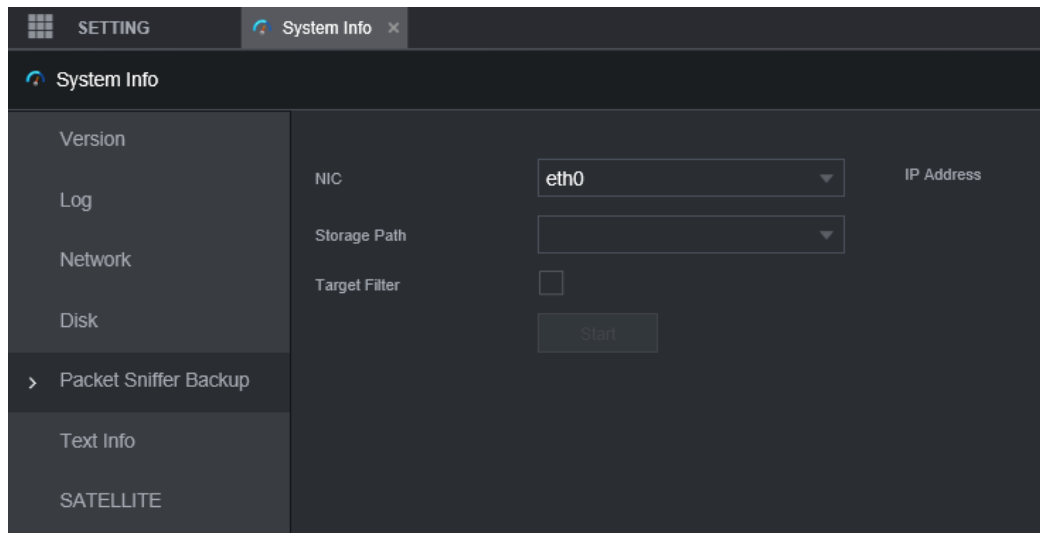 SETTING
System Info ×
System Info
Version
Log
Network
Disk
Packet Sniffer Backup
Text Info
SATELLITE
NIC
eth0
IP Address
Storage Path
Target Filter
Start